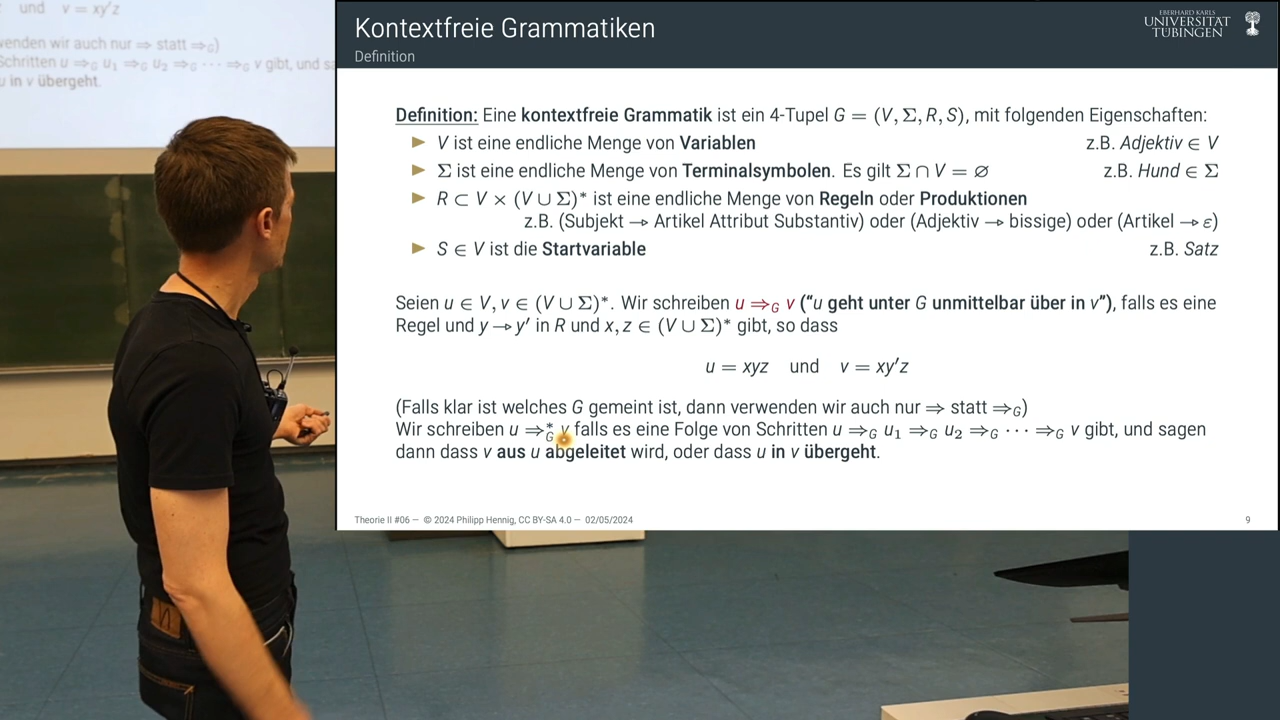 und v = xy′z
wenden wir auch nur ⇒ statt ⇒G)
Schritten u ⇒G u1 ⇒G u2 ⇒G ⋯ ⇒G v gibt, und sa
u in v übergeht.
Kontextfreie Grammatiken
Definition
EBERHARD KARLS
UNIVERSITÄT
TÜBINGEN
Definition: Eine kontextfreie Grammatik ist ein 4-Tupel G = (V, Σ, R, S), mit folgenden Eigenschaften:
▶ V ist eine endliche Menge von Variablen z.B. Adjektiv ∈ V
▶ Σ ist eine endliche Menge von Terminalsymbolen. Es gilt Σ ∩ V = ∅ z.B. Hund ∈ Σ
▶ R ⊂ V × (V ∪ Σ)* ist eine endliche Menge von Regeln oder Produktionen
z.B. (Subjekt → Artikel Attribut Substantiv) oder (Adjektiv → bissige) oder (Artikel → ε)
▶ S ∈ V ist die Startvariable z.B. Satz
Seien u ∈ V, v ∈ (V ∪ Σ)*. Wir schreiben u ⇒G v (“u geht unter G unmittelbar über in v”), falls es eine
Regel und y → y′ in R und x, z ∈ (V ∪ Σ)* gibt, so dass
u = xyz und v = xy′z
(Falls klar ist welches G gemeint ist, dann verwenden wir auch nur ⇒ statt ⇒G)
Wir schreiben u ⇒*G v falls es eine Folge von Schritten u ⇒G u1 ⇒G u2 ⇒G ⋯ ⇒G v gibt, und sagen
dann dass v aus u abgeleitet wird, oder dass u in v übergeht.
Theorie II #06 — © 2024 Philipp Hennig, CC BY-SA 4.0 — 02/05/2024 9